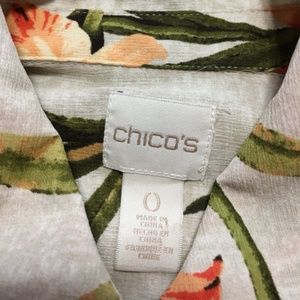 chico's
0
MADE IN
CHINA
HECHO EN
CHINA
FABRIQUÉ EN
CHINE